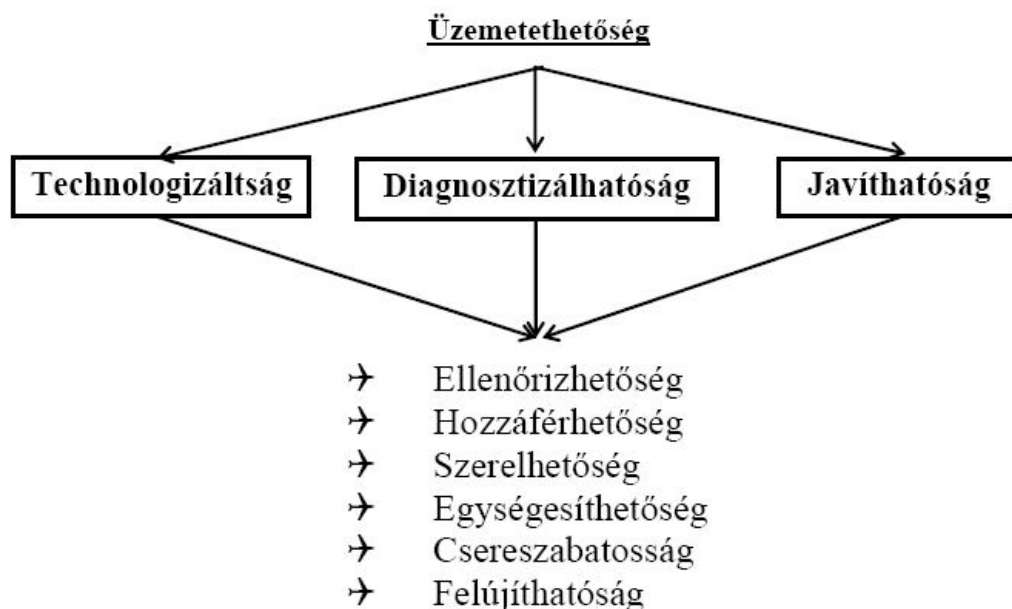 Üzemetethetőség
Technologizáltság Diagnosztizálhatóság Javíthatóság
Ellenőrizhetőség
Hozzáférhetőség
Szerelhetőség
Egységesíthetőség
Csereszabatosság
Felújíthatóság